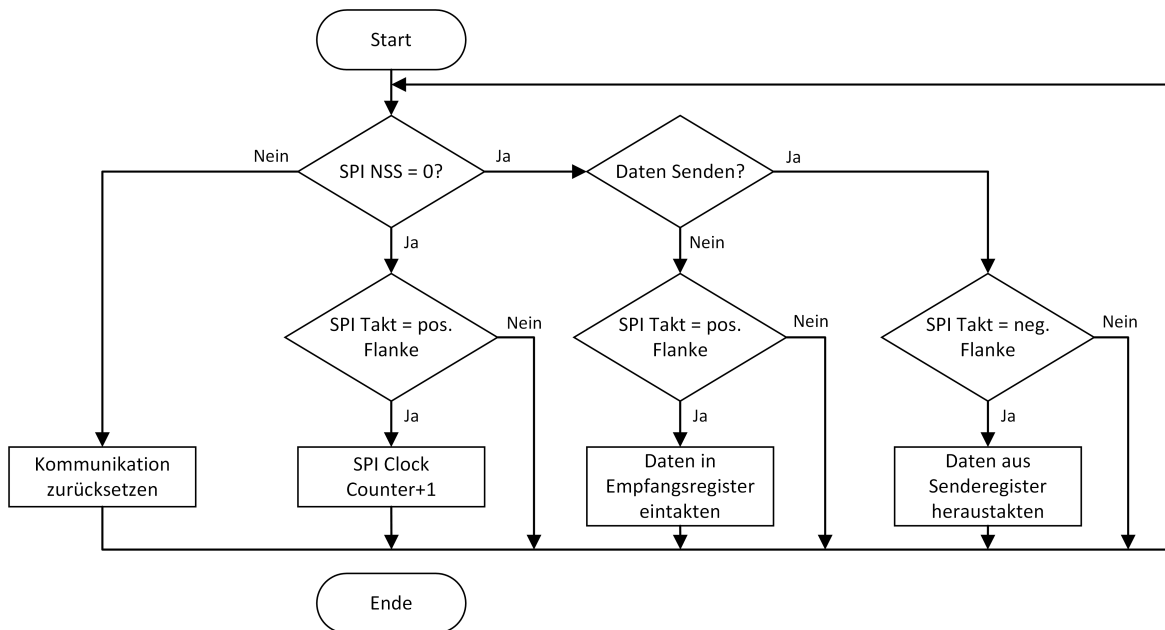 Start
Nein
SPI NSS = 0?
Ja
Daten Senden?
Ja
Ja
Nein
SPI Takt = pos.
Flanke
Nein
SPI Takt = pos.
Flanke
Nein
SPI Takt = neg.
Flanke
Nein
Ja
Ja
Ja
Kommunikation
zurücksetzen
SPI Clock
Counter+1
Daten in
Empfangsregister
eintakten
Daten aus
Senderegister
heraustakten
Ende